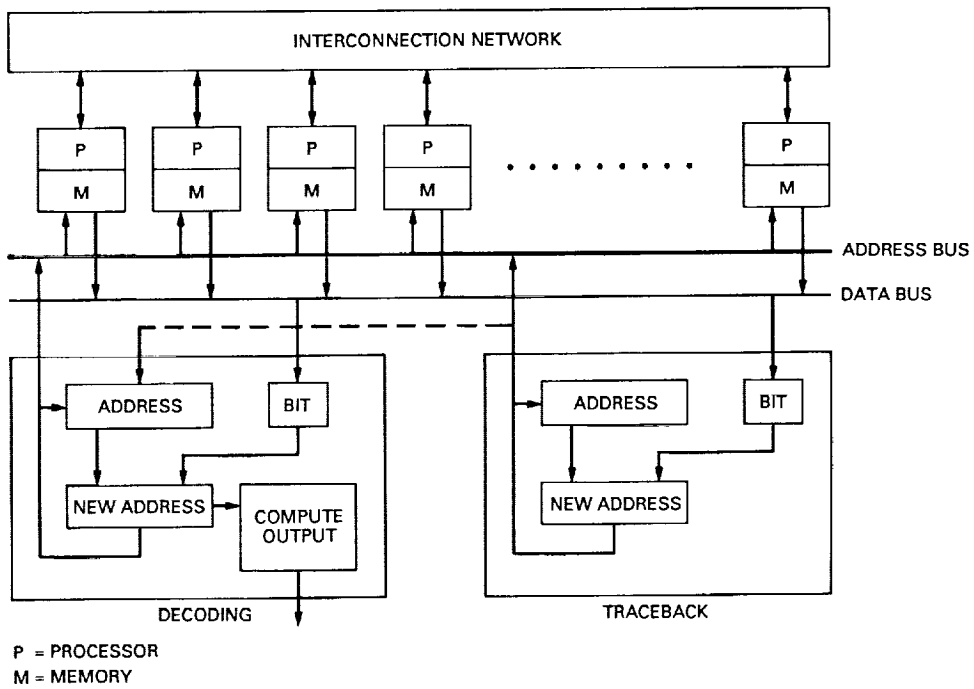 INTERCONNECTION NETWORK
P P P P P
M M M M M
ADDRESS BUS
DATA BUS
ADDRESS BIT ADDRESS BIT
NEW ADDRESS COMPUTE OUTPUT NEW ADDRESS
DECODING TRACEBACK
P = PROCESSOR
M = MEMORY